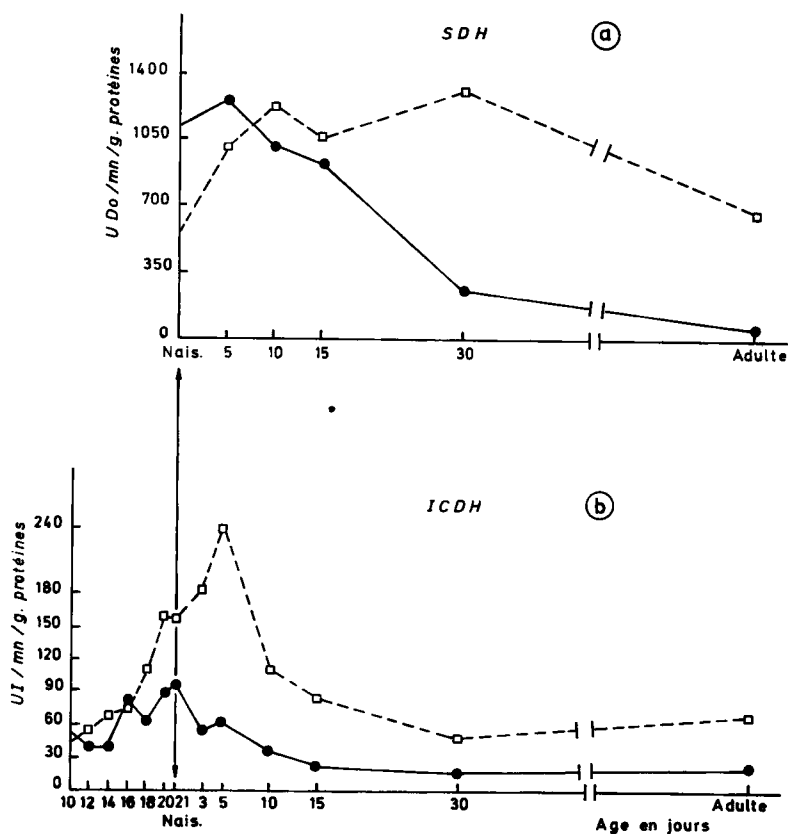 SDH a
UDo/mn/g. protéines
1400
1050
700
350
0
Nais. 5 10 15 30 Adulte
ICDH b
UI/mn/g. protéines
240
180
150
120
90
60
30
0
10 12 14 16 18 20 21 3 5 10 15 30 Adulte
Nais. Age en jours